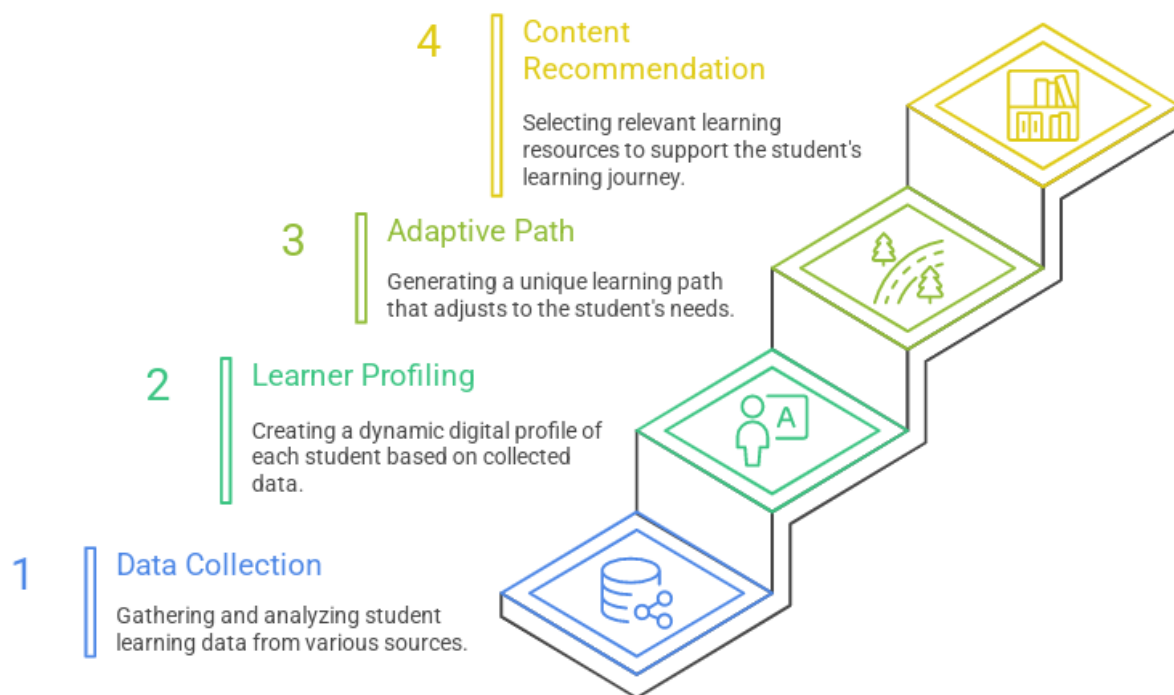 4
Content
Recommendation
Selecting relevant learning
resources to support the student's
learning journey.
3
Adaptive Path
Generating a unique learning path
that adjusts to the student's needs.
2
Learner Profiling
Creating a dynamic digital profile of
each student based on collected
data.
A
1
Data Collection
Gathering and analyzing student
learning data from various sources.